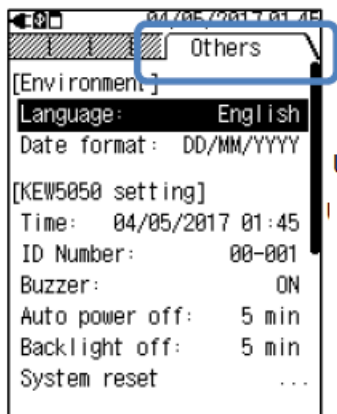 04/05/2017 01:45
Others
[Environment]
Language: English
Date format: DD/MM/YYYY
[KEW5050 setting]
Time: 04/05/2017 01:45
ID Number: 00-001
Buzzer: ON
Auto power off: 5 min
Backlight off: 5 min
System reset ...